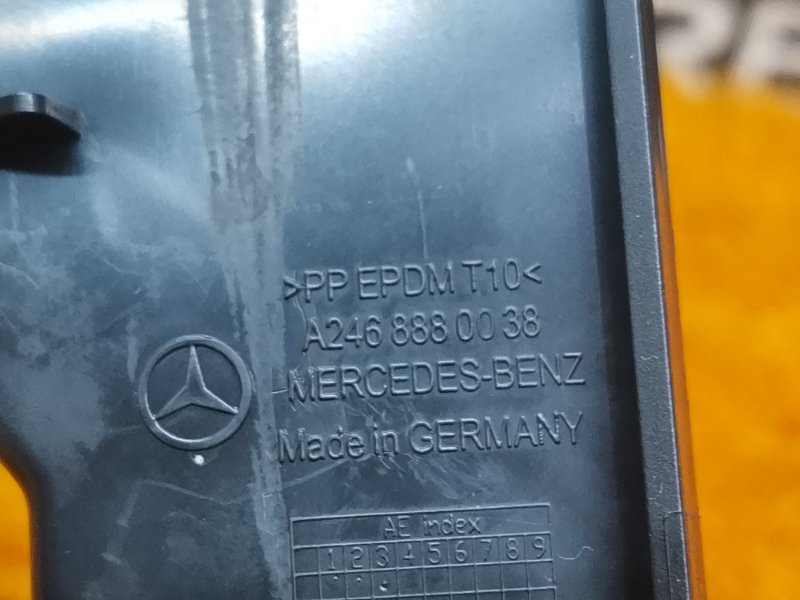 >PP EPDM T10<
A246 888 00 38
MERCEDES-BENZ
Made in GERMANY
AE index
1 2 3 4 5 6 7 8 9